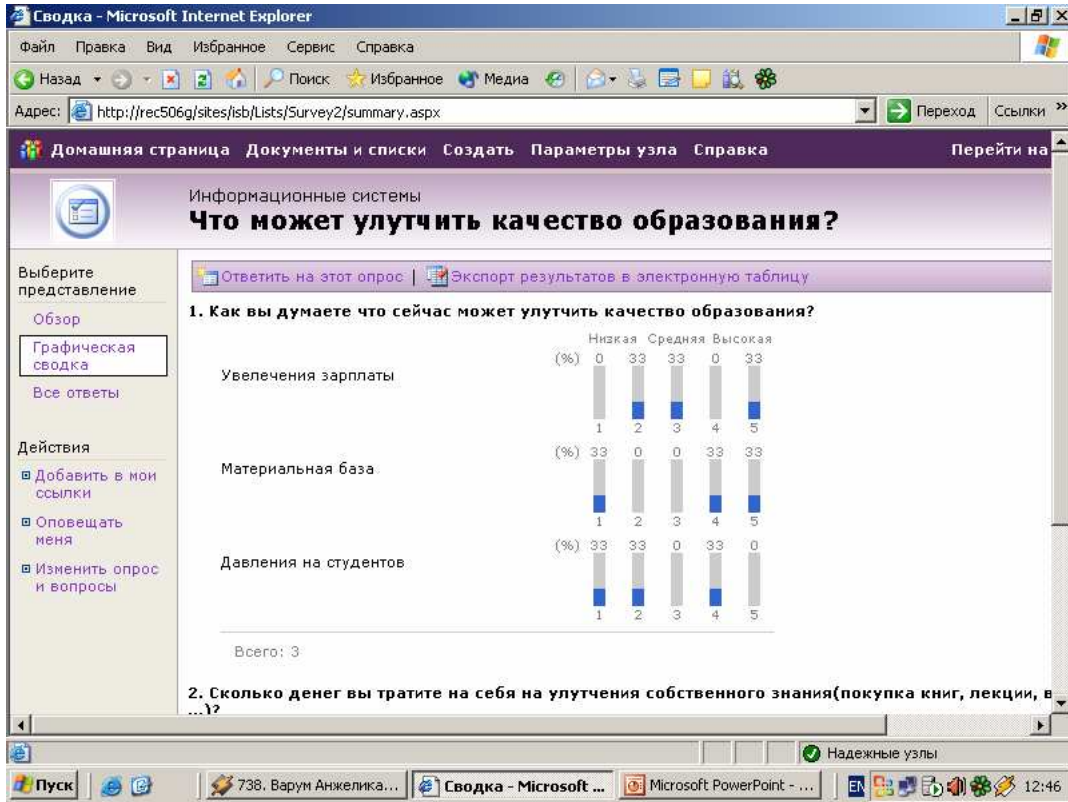 Сводка - Microsoft Internet Explorer
Файл Правка Вид Избранное Сервис Справка
Назад Поиск Избранное Медиа
Адрес: http://rec506g/sites/isb/Lists/Survey2/summary.aspx Переход Ссылки »
Домашняя страница Документы и списки Создать Параметры узла Справка Перейти на
Информационные системы
Что может улутчить качество образования?
Выберите
представление
Обзор
Графическая
сводка
Все ответы
Действия
Добавить в мои
ссылки
Оповещать
меня
Изменить опрос
и вопросы
Ответить на этот опрос | Экспорт результатов в электронную таблицу
1. Как вы думаете что сейчас может улутчить качество образования?
Низкая Средняя Высокая
(%) 0 33 33 0 33
Увелечения зарплаты
1 2 3 4 5
(%) 33 0 0 33 33
Материальная база
1 2 3 4 5
(%) 33 33 0 33 0
Давления на студентов
1 2 3 4 5
Всего: 3
2. Сколько денег вы тратите на себя на улутчения собственного знания(покупка книг, лекции, в
...)?
Надежные узлы
Пуск 738. Варум Анжелика... Сводка - Microsoft ... Microsoft PowerPoint - ... EN 12:46